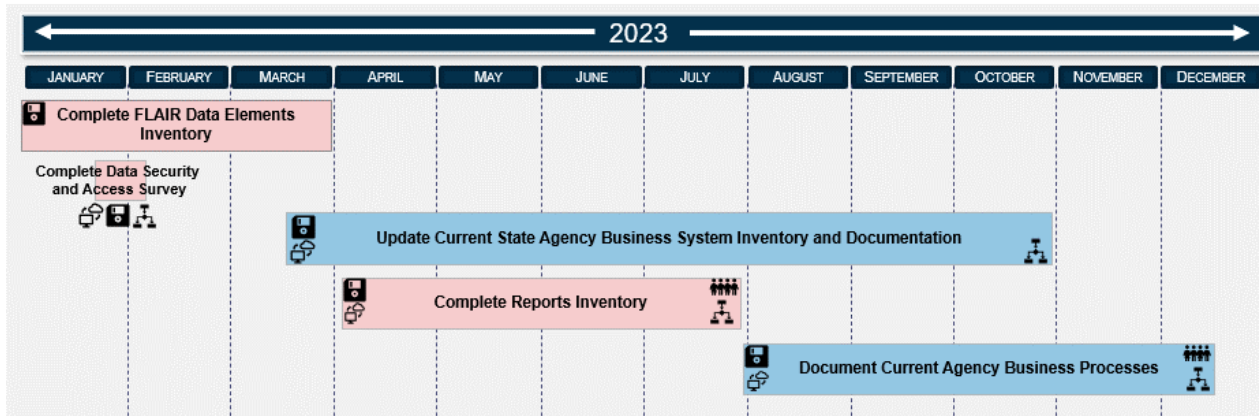 2023
JANUARY FEBRUARY MARCH APRIL MAY JUNE JULY AUGUST SEPTEMBER OCTOBER NOVEMBER DECEMBER
Complete FLAIR Data Elements
Inventory
Complete Data Security
and Access Survey
Update Current State Agency Business System Inventory and Documentation
Complete Reports Inventory
Document Current Agency Business Processes